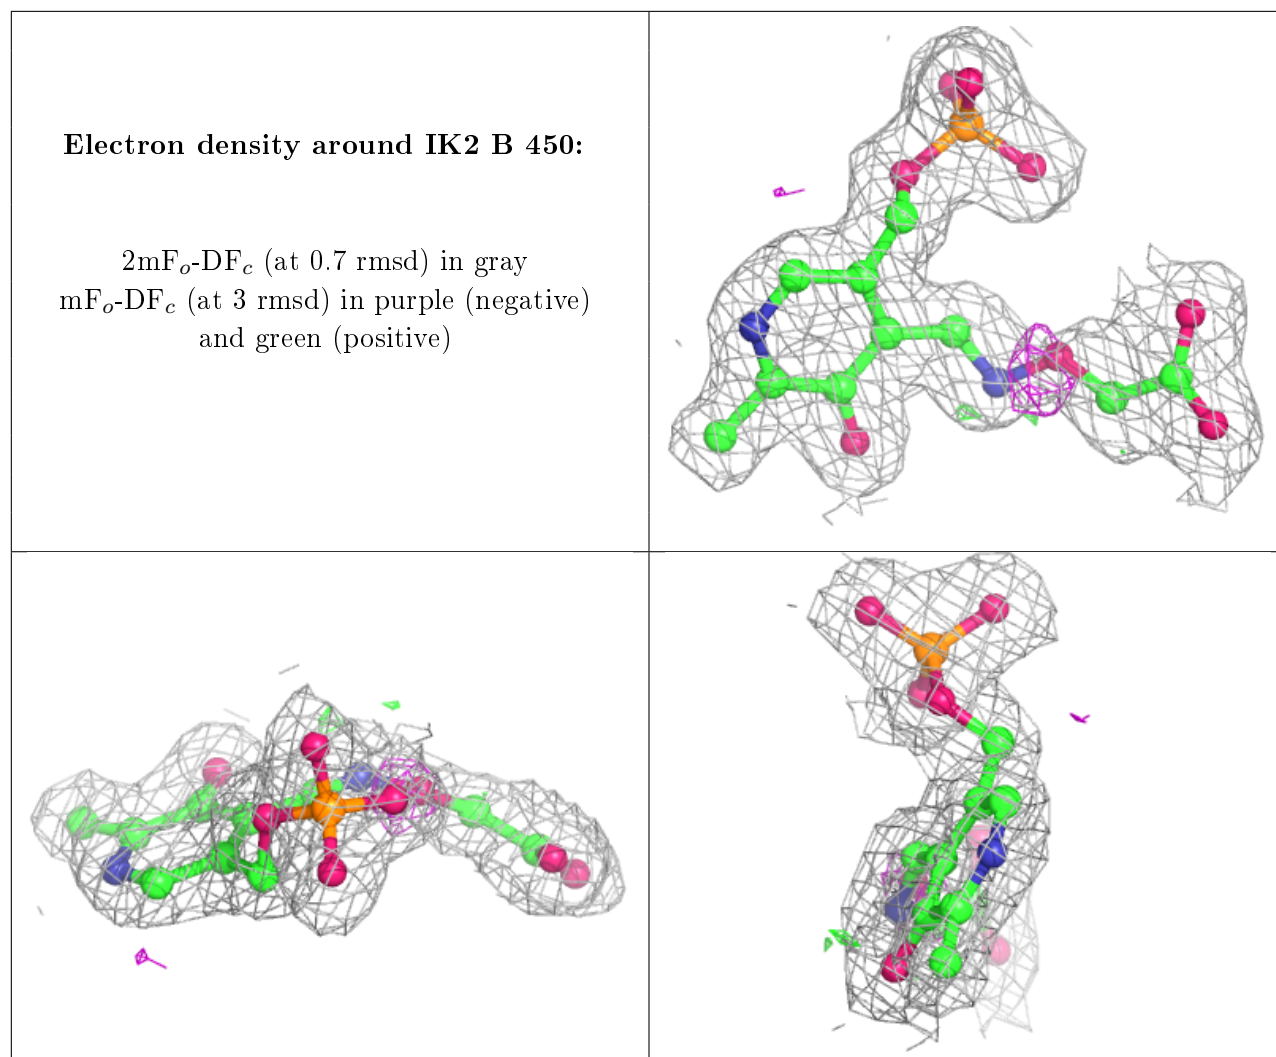 Electron density around IK2 B 450:
2mFo-DFc (at 0.7 rmsd) in gray
mFo-DFc (at 3 rmsd) in purple (negative)
and green (positive)